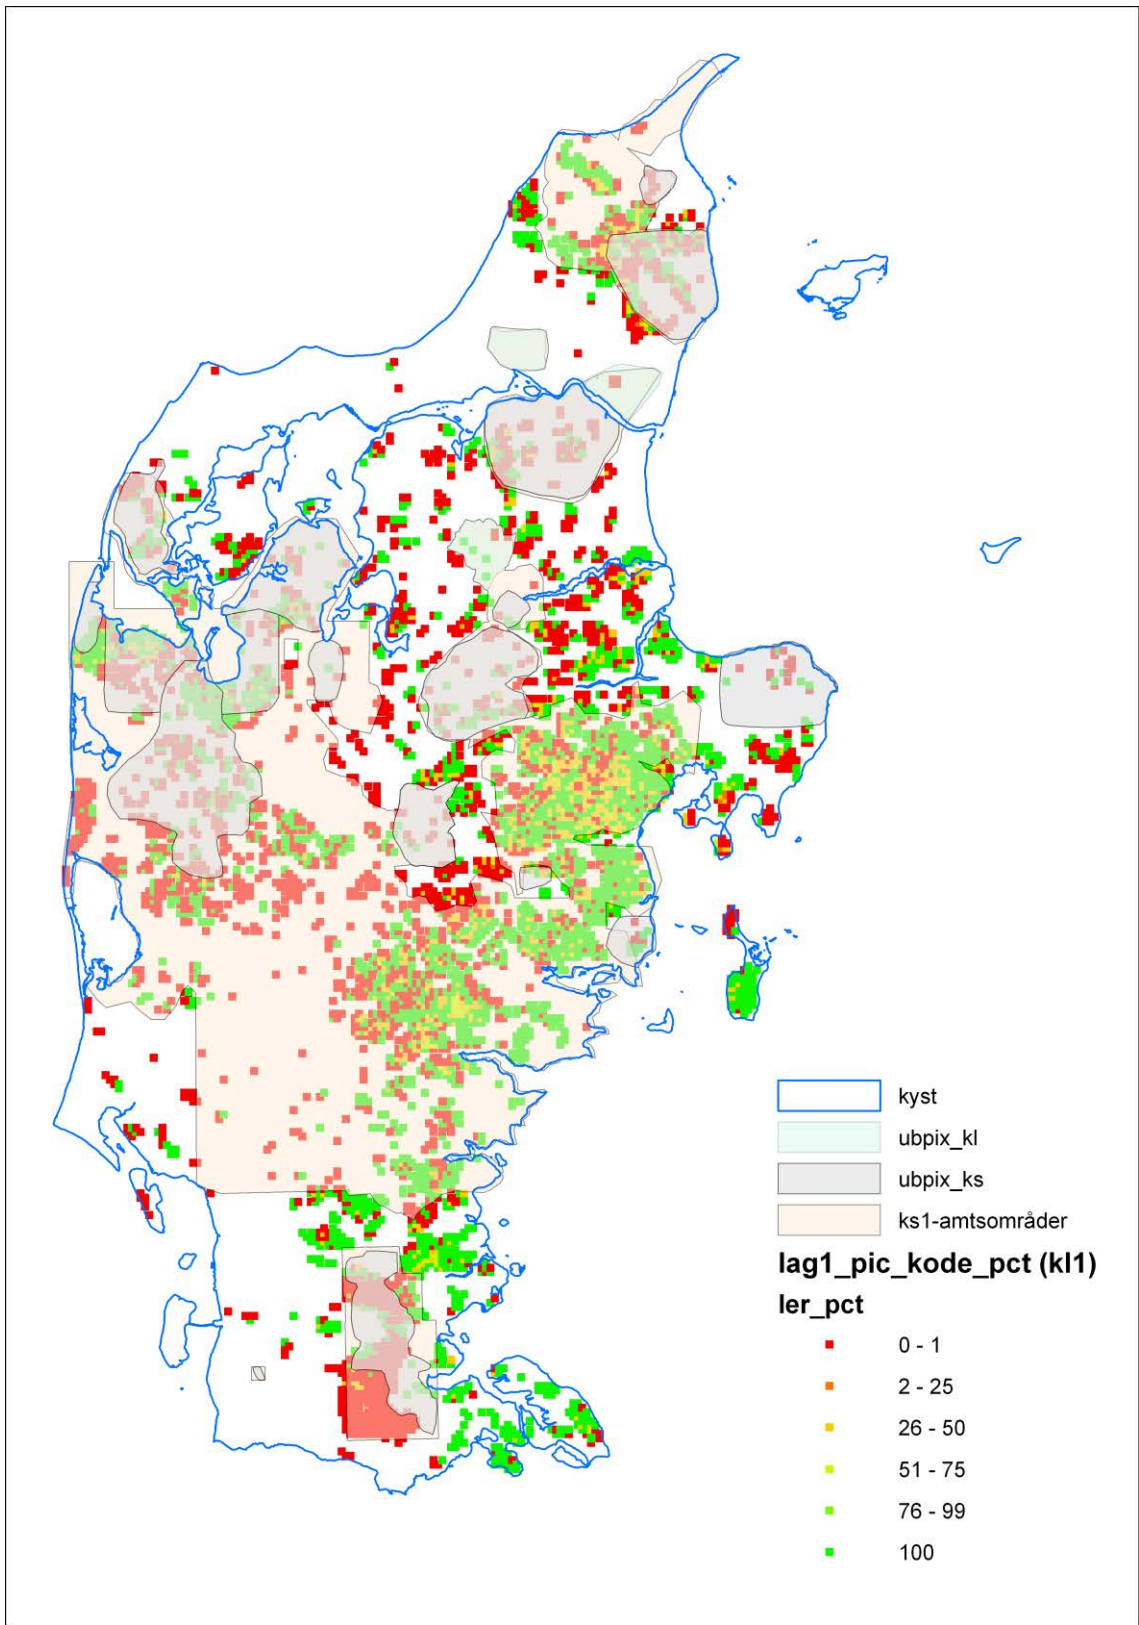 kyst
ubpix_kl
ubpix_ks
ks1-amtsområder
lag1_pic_kode_pct (kl1)
ler_pct
0 - 1
2 - 25
26 - 50
51 - 75
76 - 99
100